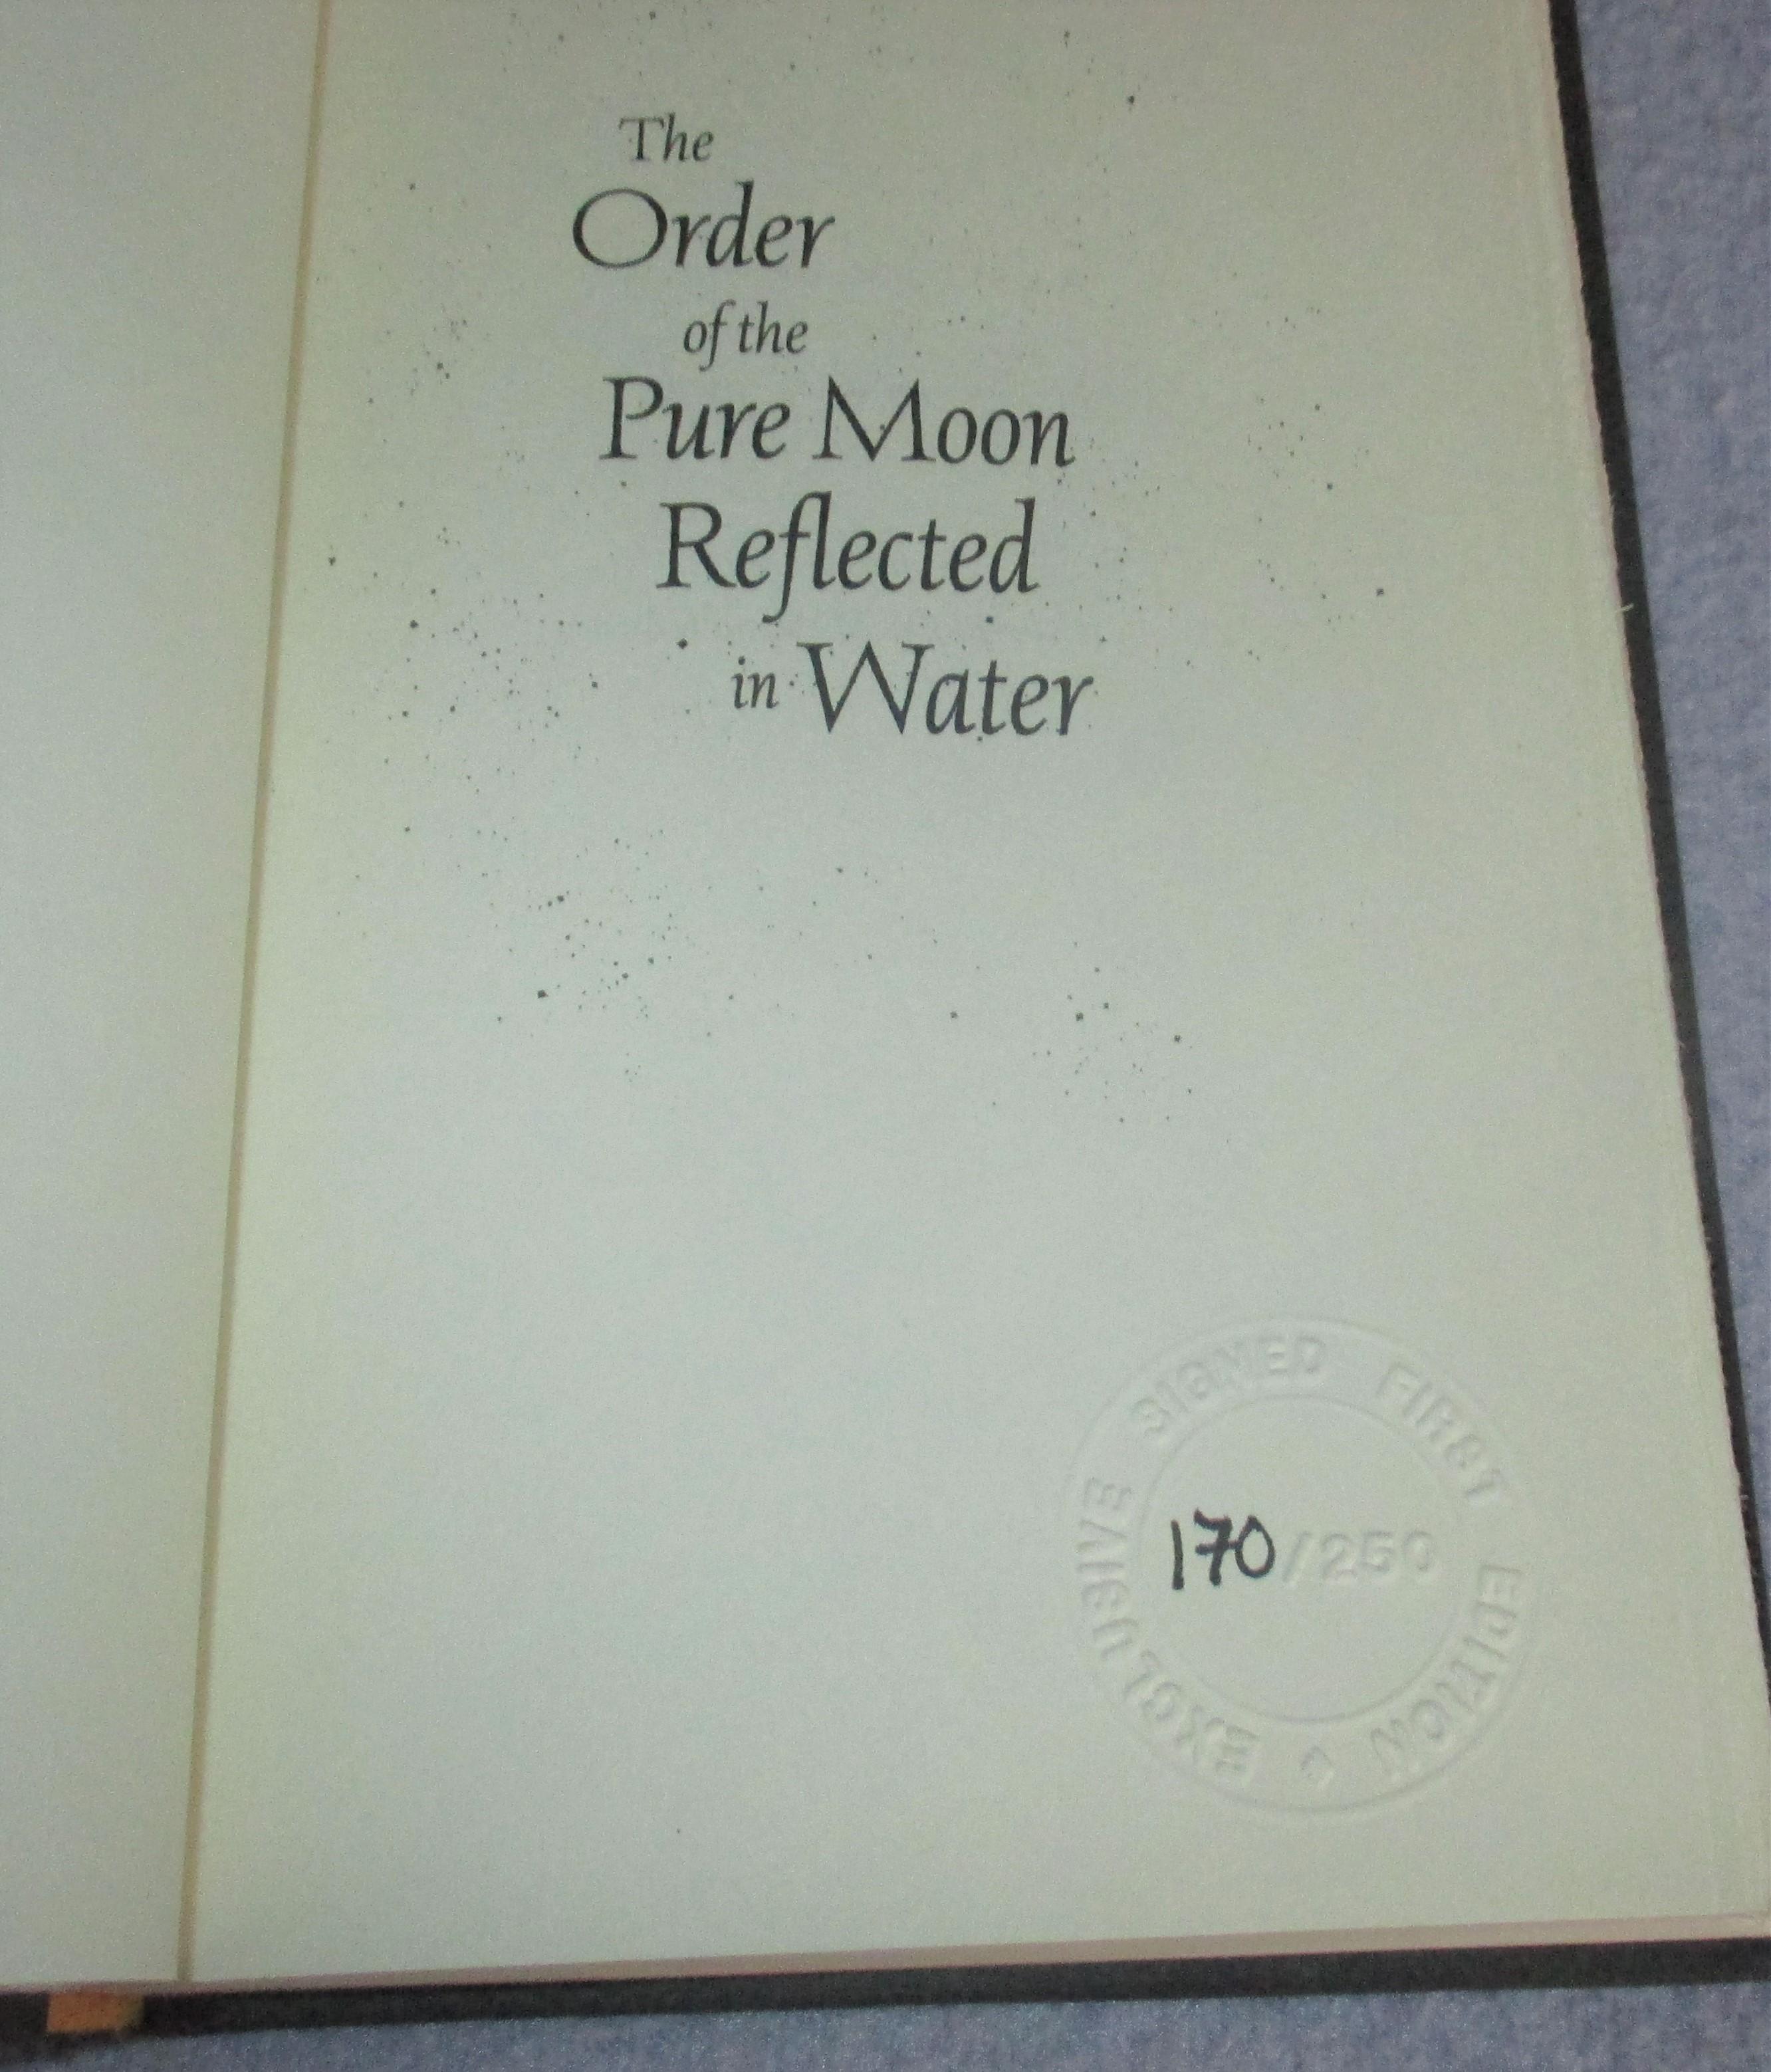 The
Order
of the
Pure Moon
Reflected
in Water
EXCLUSIVE SIGNED FIRST EDITION
170/250